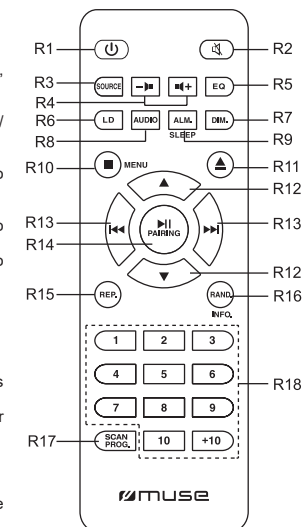 R1
R2
,
R3 SOURCE EQ R5
R4
/
R6 LD AUDIO ALM. DIM. R7
R8 SLEEP R9
R10 MENU R11
R12
R13 R13
PAIRING
R14
R12
R15 REP. RAND. R16
INFO.
1 2 3
4 5 6
7 8 9
R18
R17 SCAN PROG. 10 +10
muse